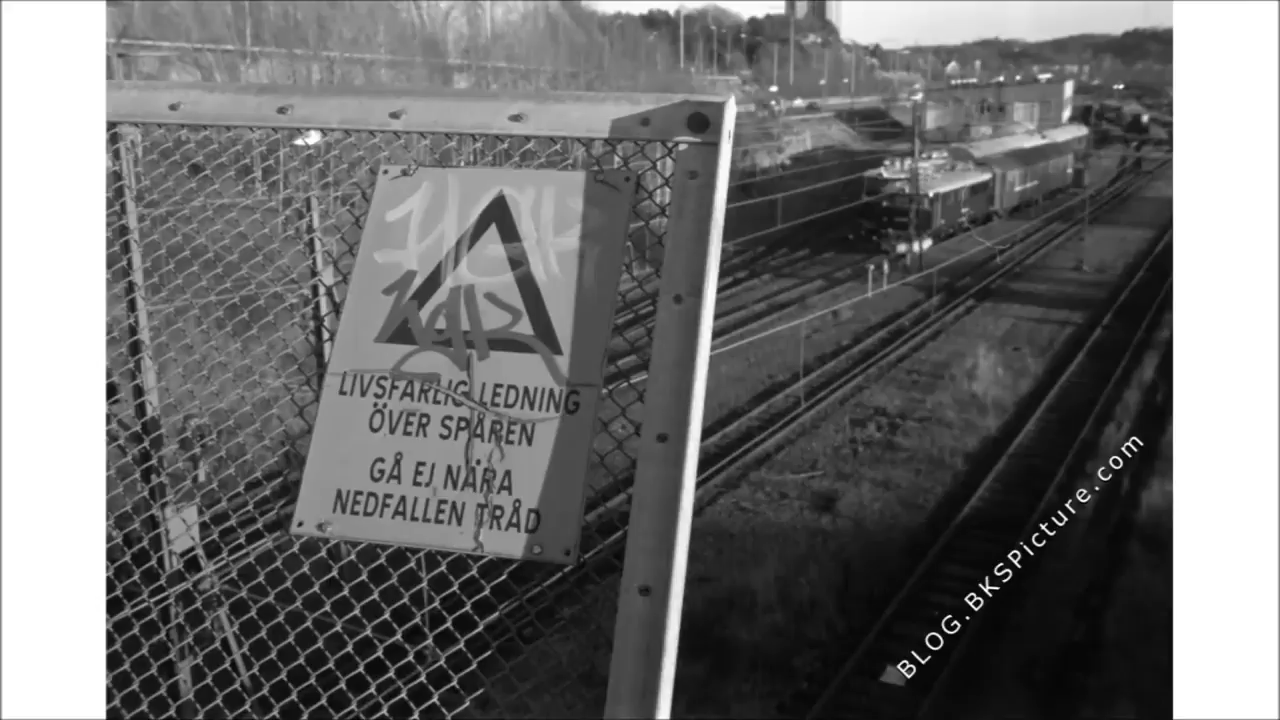 LIVSFARLIG LEDNING
ÖVER SPÅREN
GÅ EJ NÄRA
NEDFALLEN TRÅD
BLOG.BKSPicture.com